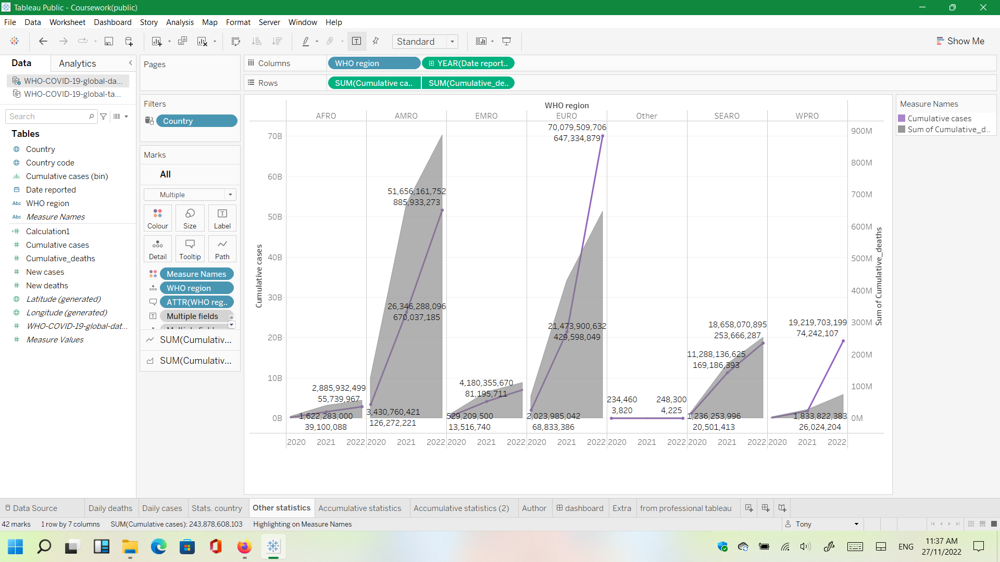 Tableau Public - Coursework(public)
File Data Worksheet Dashboard Story Analysis Map Format Server Window Help
Standard
Show Me
Data Analytics
WHO-COVID-19-global-da...
WHO-COVID-19-global-ta...
Search
Tables
Country
Country code
Cumulative cases (bin)
Date reported
Abc WHO region
Abc Measure Names
Calculation1
Cumulative cases
Cumulative_deaths
New cases
New deaths
Latitude (generated)
Longitude (generated)
WHO-COVID-19-global-dat...
Measure Values
Pages
Filters
Country
Marks
All
Multiple
Colour Size Label
Detail Tooltip Path
Measure Names
WHO region
ATTR(WHO reg..
Multiple fields
SUM(Cumulativ...
SUM(Cumulativ...
Columns WHO region YEAR(Date report..
Rows SUM(Cumulative ca.. SUM(Cumulative_de..
WHO region
AFRO AMRO EMRO EURO Other SEARO WPRO
Cumulative cases
70B
60B
50B
40B
30B
20B
10B
0B
2,885,932,499
55,739,967
1,622,283,000
39,100,088
51,656,161,752
885,933,273
26,346,288,096
670,037,185
3,430,760,421
126,272,221
4,180,355,670
81,195,711
529,209,500
13,516,740
70,079,509,706
647,334,879
21,473,900,632
429,598,049
2,023,985,042
68,833,386
234,460
3,820
248,300
4,225
18,658,070,895
253,666,287
11,288,136,625
169,186,393
1,236,253,996
20,501,413
19,219,703,199
74,242,107
1,833,822,383
26,024,204
900M
800M
700M
600M
500M
400M
300M
200M
100M
0M
Sum of Cumulative_deaths
2020 2021 2022 2020 2021 2022 2020 2021 2022 2020 2021 2022 2020 2021 2022 2020 2021 2022 2020 2021 2022
Measure Names
Cumulative cases
Sum of Cumulative_d..
Data Source Daily deaths Daily cases Stats. country Other statistics Accumulative statistics Accumulative statistics (2) Author dashboard Extra from professional tableau
42 marks 1 row by 7 columns SUM(Cumulative cases): 243,878,608,103 Highlighting on Measure Names Tony
ENG
11:37 AM
27/11/2022